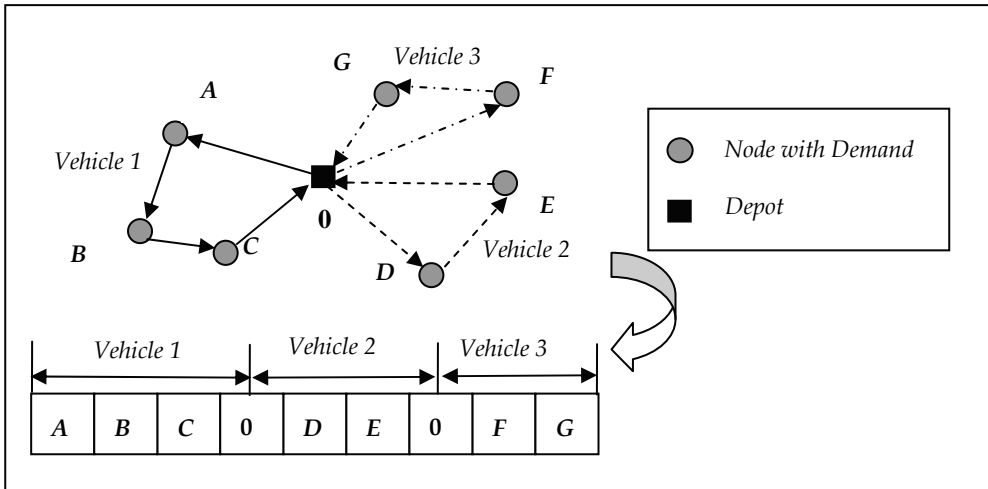 G
Vehicle 3
F
A
Vehicle 1
Node with Demand
E
Depot
0
B
C
D
Vehicle 2
Vehicle 1
Vehicle 2
Vehicle 3
A B C 0 D E 0 F G